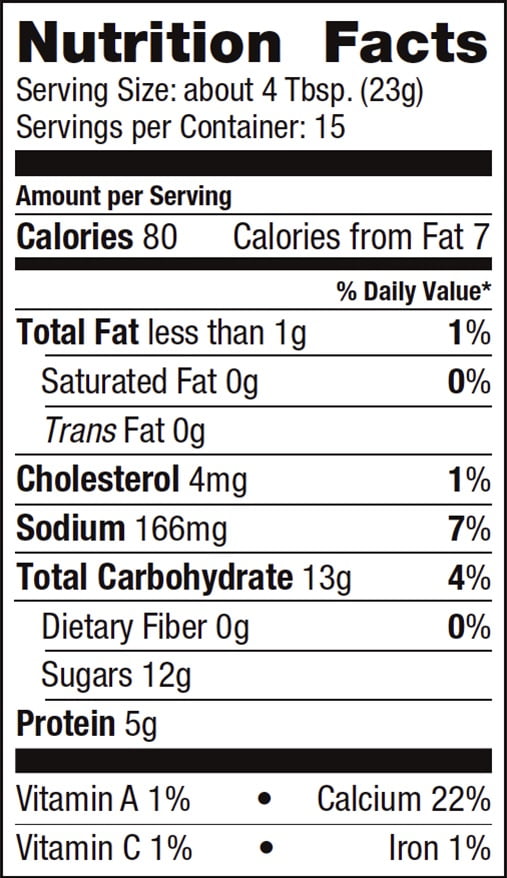 Nutrition Facts
Serving Size: about 4 Tbsp. (23g)
Servings per Container: 15
Amount per Serving
Calories 80 Calories from Fat 7
% Daily Value*
Total Fat less than 1g 1%
Saturated Fat 0g 0%
Trans Fat 0g
Cholesterol 4mg 1%
Sodium 166mg 7%
Total Carbohydrate 13g 4%
Dietary Fiber 0g 0%
Sugars 12g
Protein 5g
Vitamin A 1% • Calcium 22%
Vitamin C 1% • Iron 1%